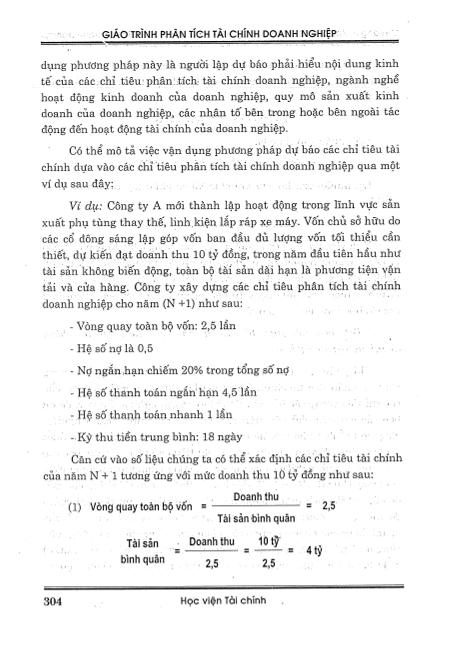 GIÁO TRÌNH PHÂN TÍCH TÀI CHÍNH DOANH NGHIỆP
dụng phương pháp này là người lập dự báo phải hiểu nội dung kinh
tế của các chỉ tiêu phân tích tài chính doanh nghiệp, ngành nghề
hoạt động kinh doanh của doanh nghiệp, quy mô sản xuất kinh
doanh của doanh nghiệp, các nhân tố bên trong hoặc bên ngoài tác
động đến hoạt động tài chính của doanh nghiệp.
Có thể mô tả việc vận dụng phương pháp dự báo các chỉ tiêu tài
chính dựa vào các chỉ tiêu phân tích tài chính doanh nghiệp qua một
ví dụ sau đây:
Ví dụ: Công ty A mới thành lập hoạt động trong lĩnh vực sản
xuất phụ tùng thay thế, linh kiện lắp ráp xe máy. Vốn chủ sở hữu do
các cổ đông sáng lập góp vốn ban đầu đủ lượng vốn tối thiểu cần
thiết, dự kiến đạt doanh thu 10 tỷ đồng, trong năm đầu tiên hầu như
tài sản không biến động, toàn bộ tài sản dài hạn là phương tiện vận
tải và cửa hàng. Công ty xây dựng các chỉ tiêu phân tích tài chính
doanh nghiệp cho năm (N +1) như sau:
- Vòng quay toàn bộ vốn: 2,5 lần
- Hệ số nợ là 0,5
- Nợ ngắn hạn chiếm 20% trong tổng số nợ
- Hệ số thanh toán ngắn hạn 4,5 lần
- Hệ số thanh toán nhanh 1 lần
- Kỳ thu tiền trung bình: 18 ngày
Căn cứ vào số liệu chúng ta có thể xác định các chỉ tiêu tài chính
của năm N + 1 tương ứng với mức doanh thu 10 tỷ đồng như sau:
(1) Vòng quay toàn bộ vốn = Doanh thu / Tài sản bình quân = 2,5
Tài sản bình quân = Doanh thu / 2,5 = 10 tỷ / 2,5 = 4 tỷ
304 Học viện Tài chính